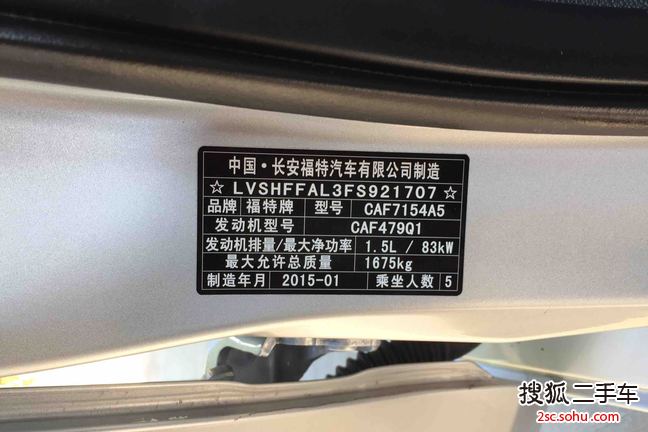 中国·长安福特汽车有限公司制造
☆LVSHFFAL3FS921707☆
品牌 福特牌 型号 CAF7154A5
发动机型号 CAF479Q1
发动机排量/最大净功率 1.5L / 83kW
最大允许总质量 1675kg
制造年月 2015-01 乘坐人数 5
搜狐二手车
2sc.sohu.com